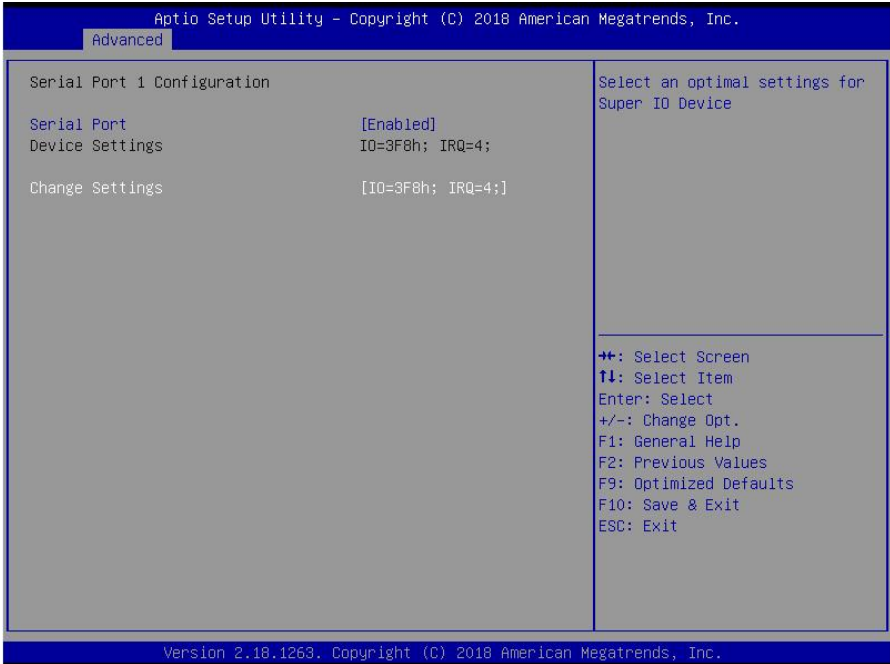 Aptio Setup Utility – Copyright (C) 2018 American Megatrends, Inc.
Advanced
Serial Port 1 Configuration
Serial Port [Enabled]
Device Settings IO=3F8h; IRQ=4;
Change Settings [IO=3F8h; IRQ=4;]
Select an optimal settings for
Super IO Device
→←: Select Screen
↑↓: Select Item
Enter: Select
+/-: Change Opt.
F1: General Help
F2: Previous Values
F9: Optimized Defaults
F10: Save & Exit
ESC: Exit
Version 2.18.1263. Copyright (C) 2018 American Megatrends, Inc.